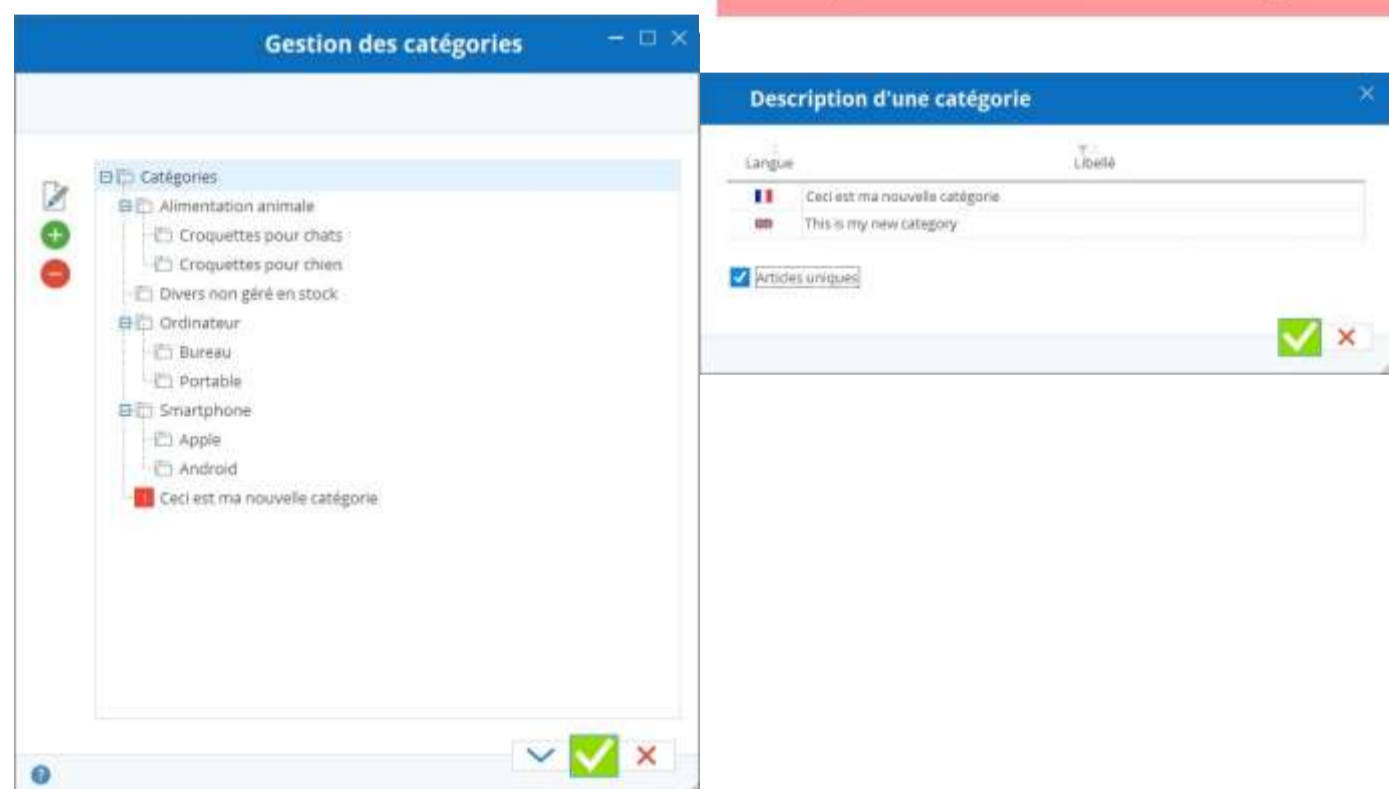 Gestion des catégories
Catégories
Alimentation animale
Croquettes pour chats
Croquettes pour chien
Divers non géré en stock
Ordinateur
Bureau
Portable
Smartphone
Apple
Android
Ceci est ma nouvelle catégorie
Description d'une catégorie
Langue Libellé
Ceci est ma nouvelle catégorie
This is my new category
Articles uniques